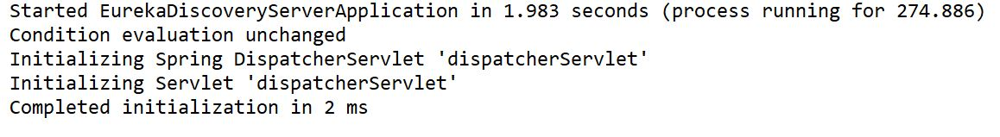 Started EurekaDiscoveryServerApplication in 1.983 seconds (process running for 274.886)
Condition evaluation unchanged
Initializing Spring DispatcherServlet 'dispatcherServlet'
Initializing Servlet 'dispatcherServlet'
Completed initialization in 2 ms